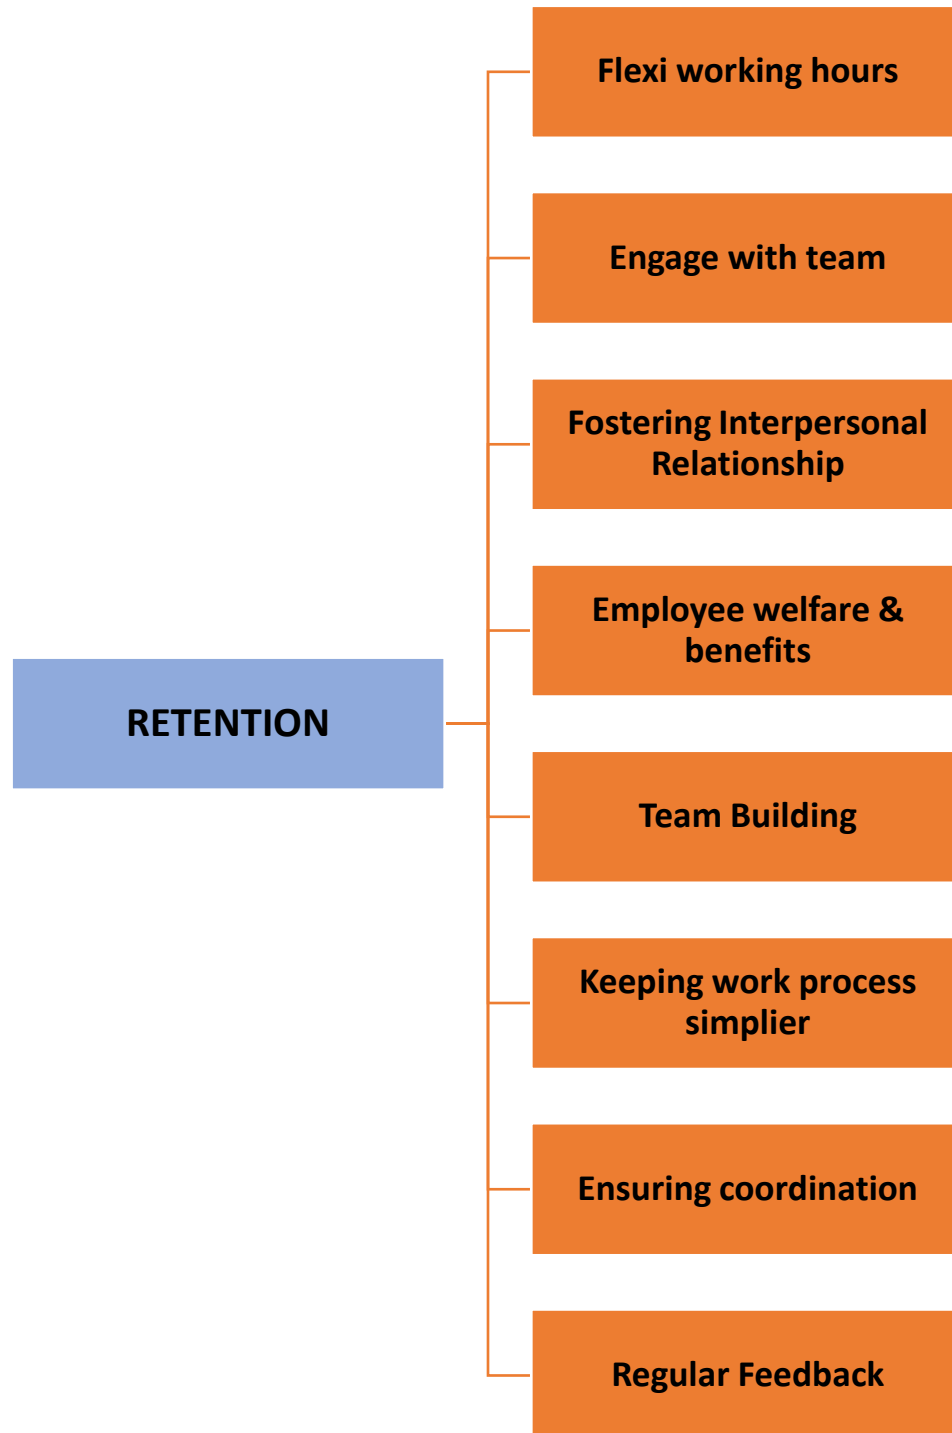 Flexi working hours
Engage with team
Fostering Interpersonal
Relationship
Employee welfare &
benefits
RETENTION
Team Building
Keeping work process
simplier
Ensuring coordination
Regular Feedback